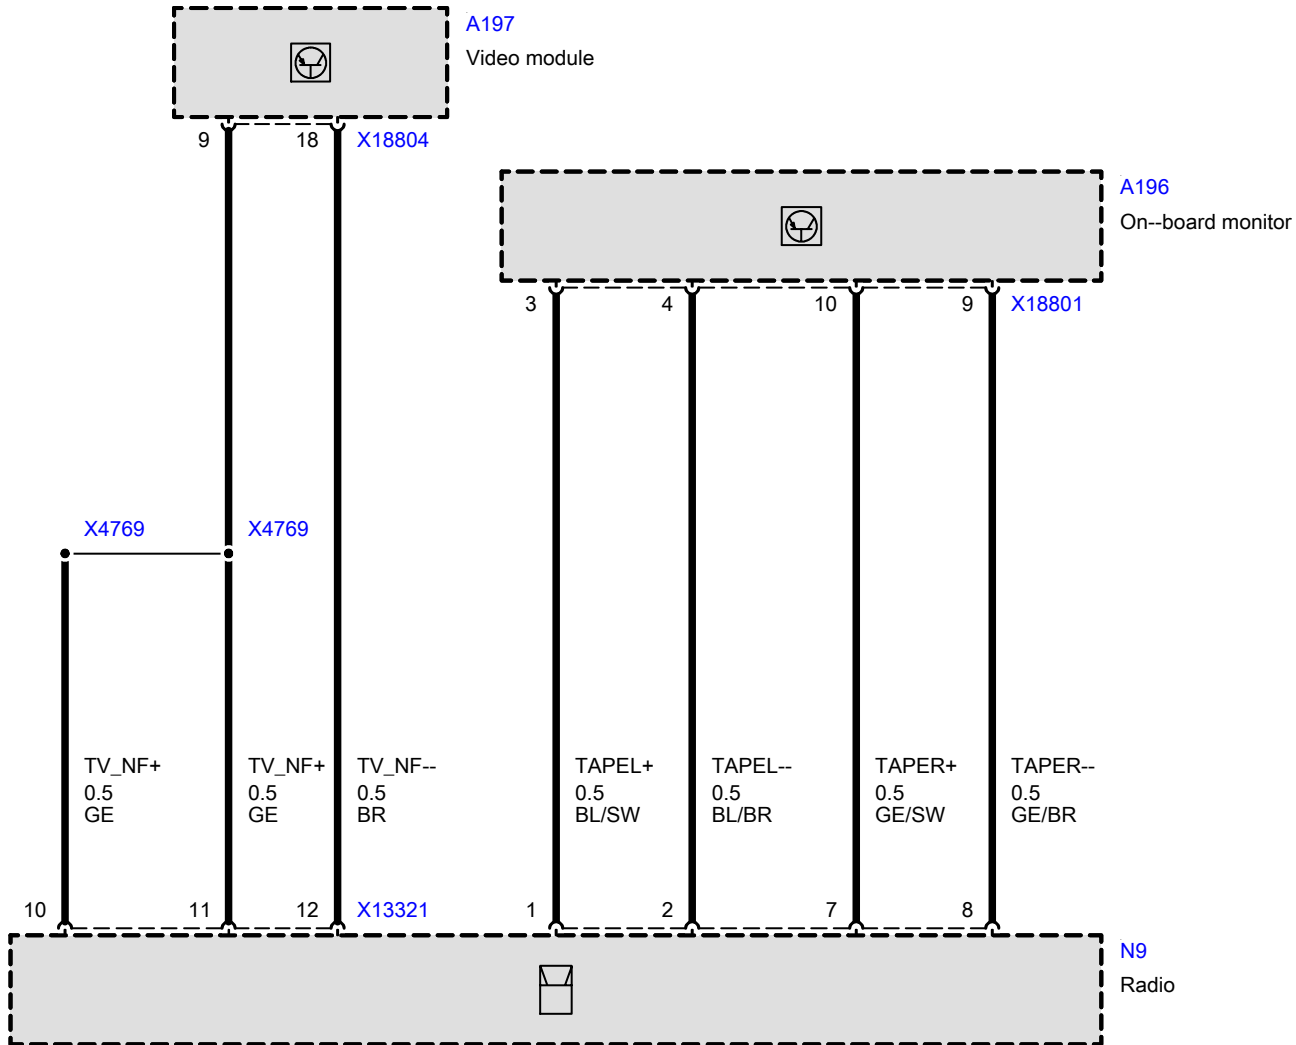 A197
Video module
9
18
X18804
A196
On--board monitor
3
4
10
9
X18801
X4769
X4769
TV_NF+
0.5
GE
TV_NF+
0.5
GE
TV_NF--
0.5
BR
TAPEL+
0.5
BL/SW
TAPEL--
0.5
BL/BR
TAPER+
0.5
GE/SW
TAPER--
0.5
GE/BR
10
11
12
X13321
1
2
7
8
N9
Radio